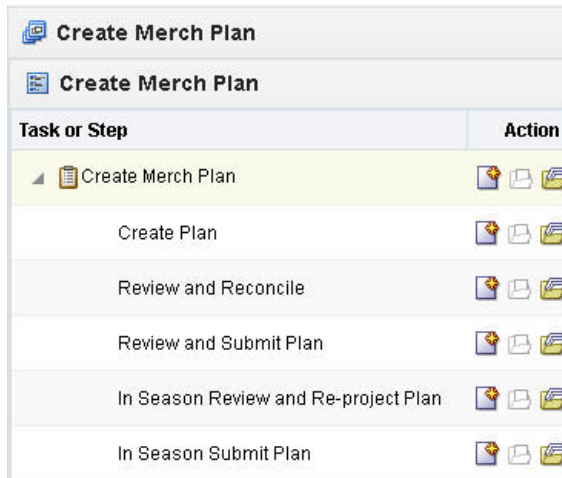 Create Merch Plan
Create Merch Plan
Task or Step Action
Create Merch Plan
Create Plan
Review and Reconcile
Review and Submit Plan
In Season Review and Re-project Plan
In Season Submit Plan